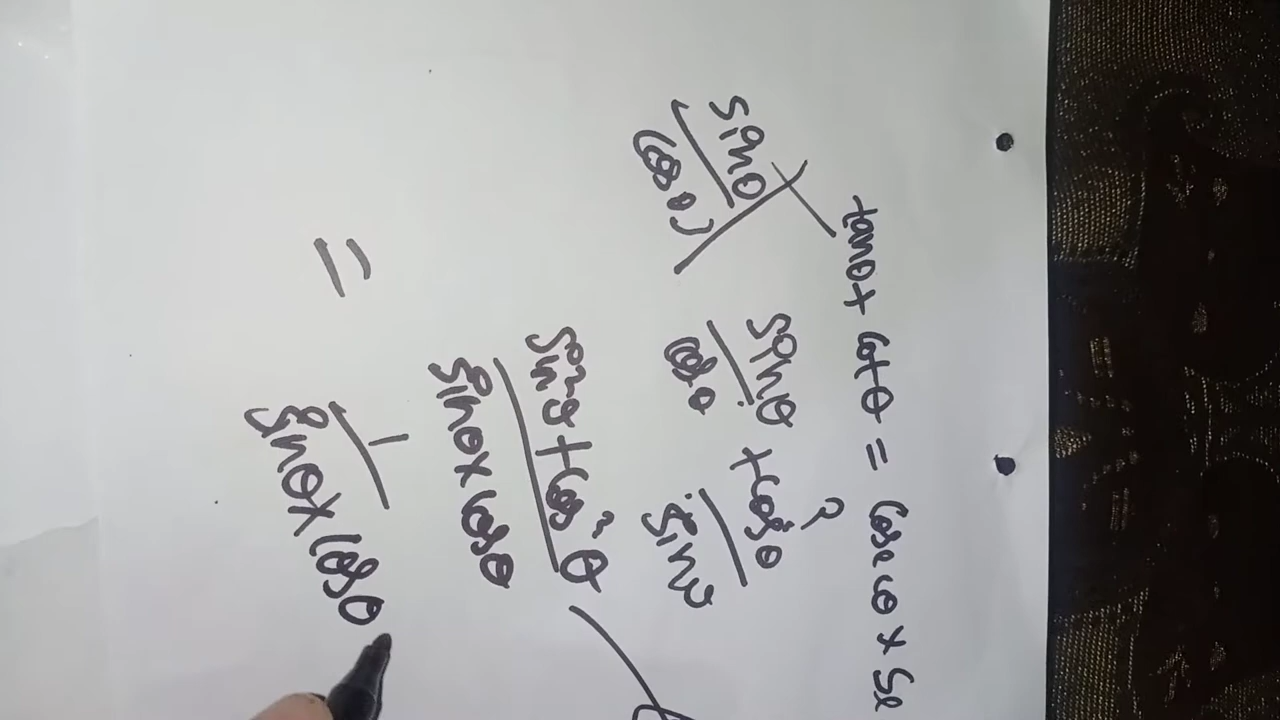 tanθ + cotθ = cosecθ × se
sinθ
cosθ
sinθ + cosθ
cosθ sinθ
sin²θ + cos²θ
sinθ × cosθ
=
1
sinθ × cosθ